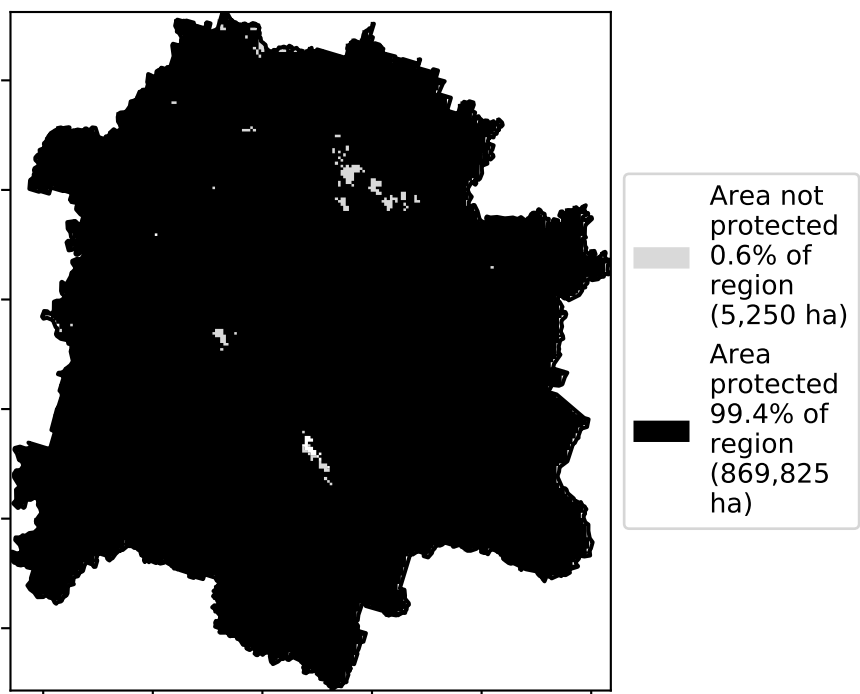 Area not
protected
0.6% of
region
(5,250 ha)
Area
protected
99.4% of
region
(869,825
ha)